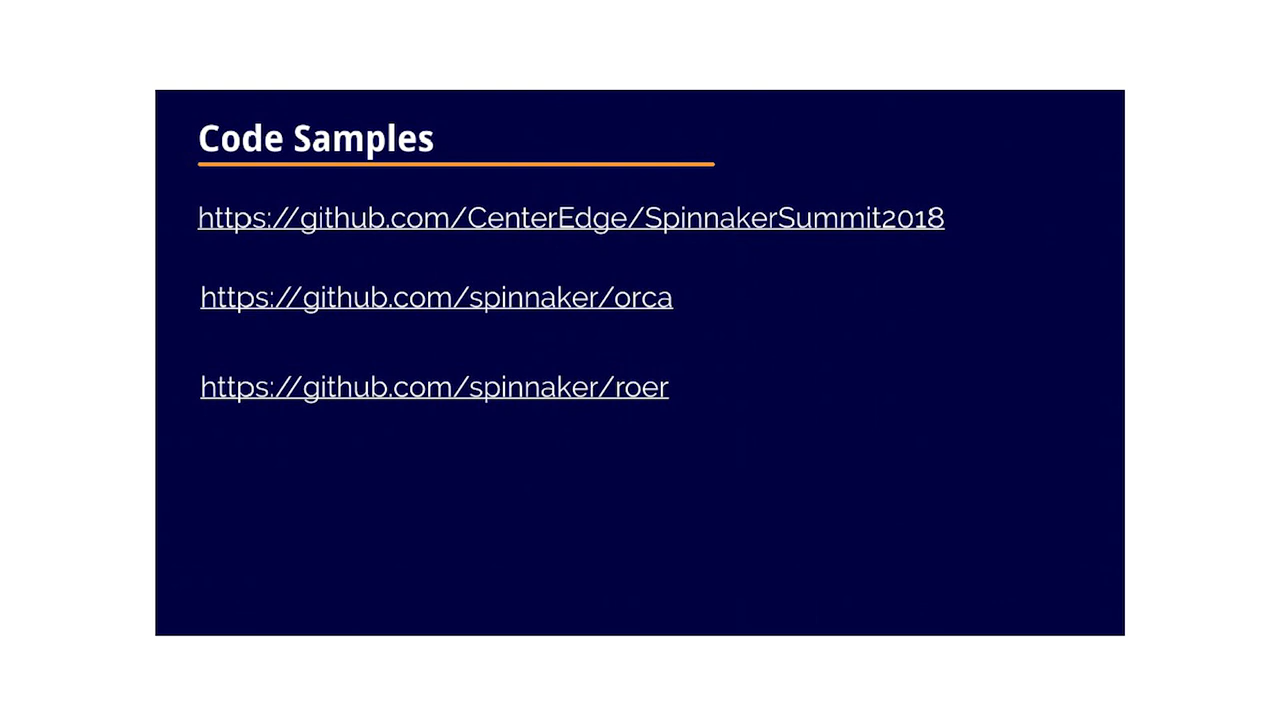 Code Samples
https://github.com/CenterEdge/SpinnakerSummit2018
https://github.com/spinnaker/orca
https://github.com/spinnaker/roer